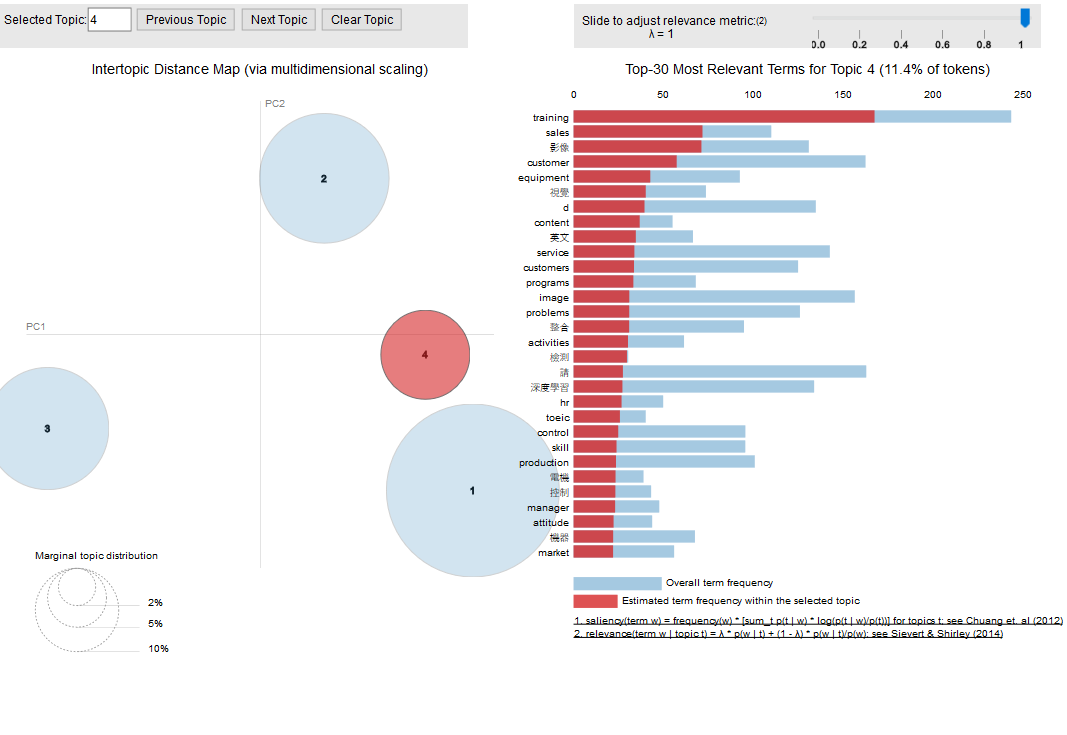 Selected Topic: 4 Previous Topic Next Topic Clear Topic
Slide to adjust relevance metric:(2)
λ = 1
0.0 0.2 0.4 0.6 0.8 1
Intertopic Distance Map (via multidimensional scaling)
PC2
PC1
2
4
3
1
Marginal topic distribution
2%
5%
10%
Top-30 Most Relevant Terms for Topic 4 (11.4% of tokens)
0 50 100 150 200 250
training
sales
影像
customer
equipment
視覺
d
content
英文
service
customers
programs
image
problems
整合
activities
檢測
請
深度學習
hr
toeic
control
skill
production
電機
控制
manager
attitude
機器
market
Overall term frequency
Estimated term frequency within the selected topic
1. saliency(term w) = frequency(w) * [sum_t p(t | w) * log(p(t | w)/p(t))] for topics t; see Chuang et. al (2012)
2. relevance(term w | topic t) = λ * p(w | t) + (1 - λ) * p(w | t)/p(w); see Sievert & Shirley (2014)